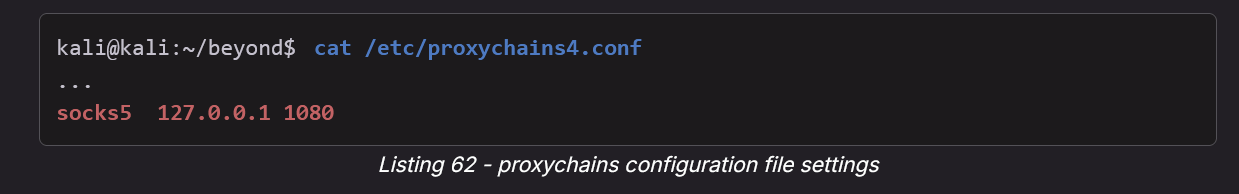 kali@kali:~/beyond$ cat /etc/proxychains4.conf
...
socks5  127.0.0.1 1080
Listing 62 - proxychains configuration file settings